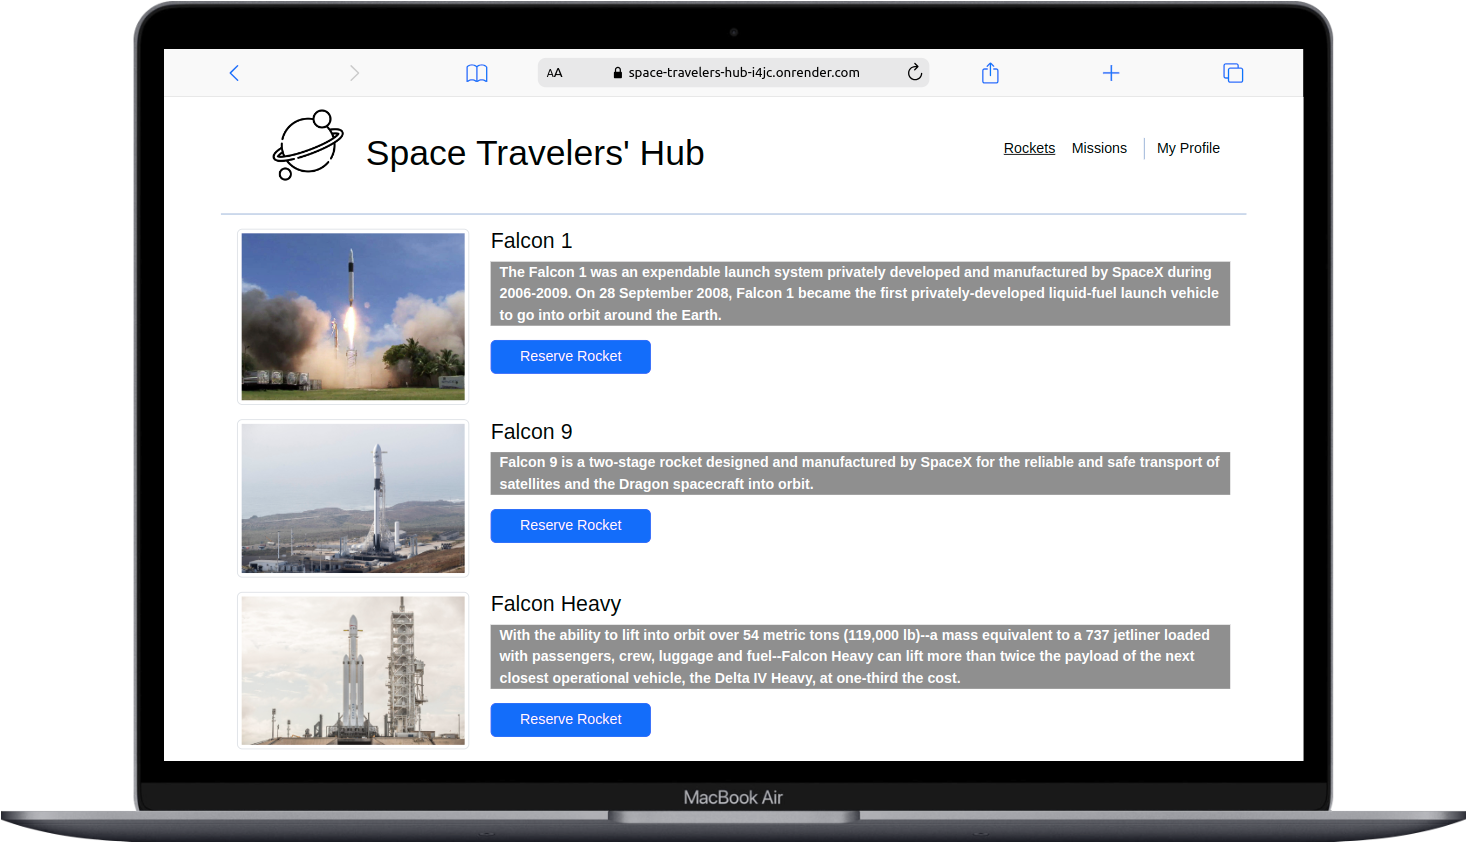 AA space-travelers-hub-i4jc.onrender.com
Space Travelers' Hub
Rockets Missions My Profile
Falcon 1
The Falcon 1 was an expendable launch system privately developed and manufactured by SpaceX during
2006-2009. On 28 September 2008, Falcon 1 became the first privately-developed liquid-fuel launch vehicle
to go into orbit around the Earth.
Reserve Rocket
Falcon 9
Falcon 9 is a two-stage rocket designed and manufactured by SpaceX for the reliable and safe transport of
satellites and the Dragon spacecraft into orbit.
Reserve Rocket
Falcon Heavy
With the ability to lift into orbit over 54 metric tons (119,000 lb)--a mass equivalent to a 737 jetliner loaded
with passengers, crew, luggage and fuel--Falcon Heavy can lift more than twice the payload of the next
closest operational vehicle, the Delta IV Heavy, at one-third the cost.
Reserve Rocket
MacBook Air